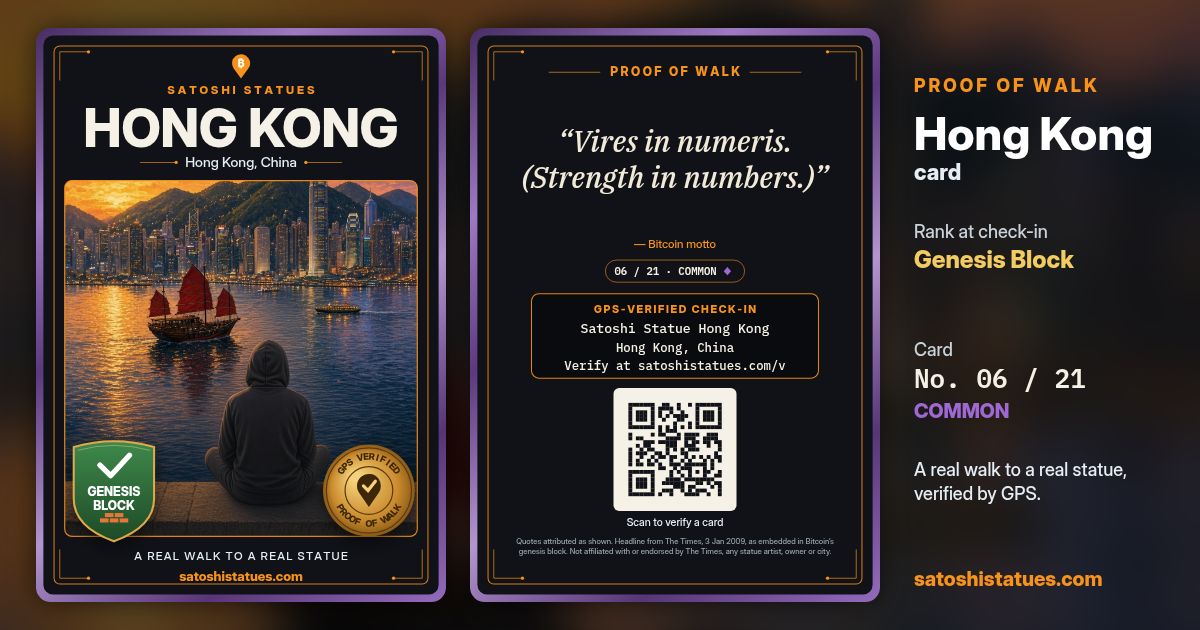 SATOSHI STATUES
HONG KONG
Hong Kong, China
GENESIS
BLOCK
GPS VERIFIED
PROOF OF WALK
A REAL WALK TO A REAL STATUE
satoshistatues.com
PROOF OF WALK
“Vires in numeris.
(Strength in numbers.)”
— Bitcoin motto
06 / 21 · COMMON
GPS-VERIFIED CHECK-IN
Satoshi Statue Hong Kong
Hong Kong, China
Verify at satoshistatues.com/v
Scan to verify a card
Quotes attributed as shown. Headline from The Times, 3 Jan 2009, as embedded in Bitcoin's
genesis block. Not affiliated with or endorsed by The Times, any statue artist, owner or city.
PROOF OF WALK
Hong Kong
card
Rank at check-in
Genesis Block
Card
No. 06 / 21
COMMON
A real walk to a real statue,
verified by GPS.
satoshistatues.com